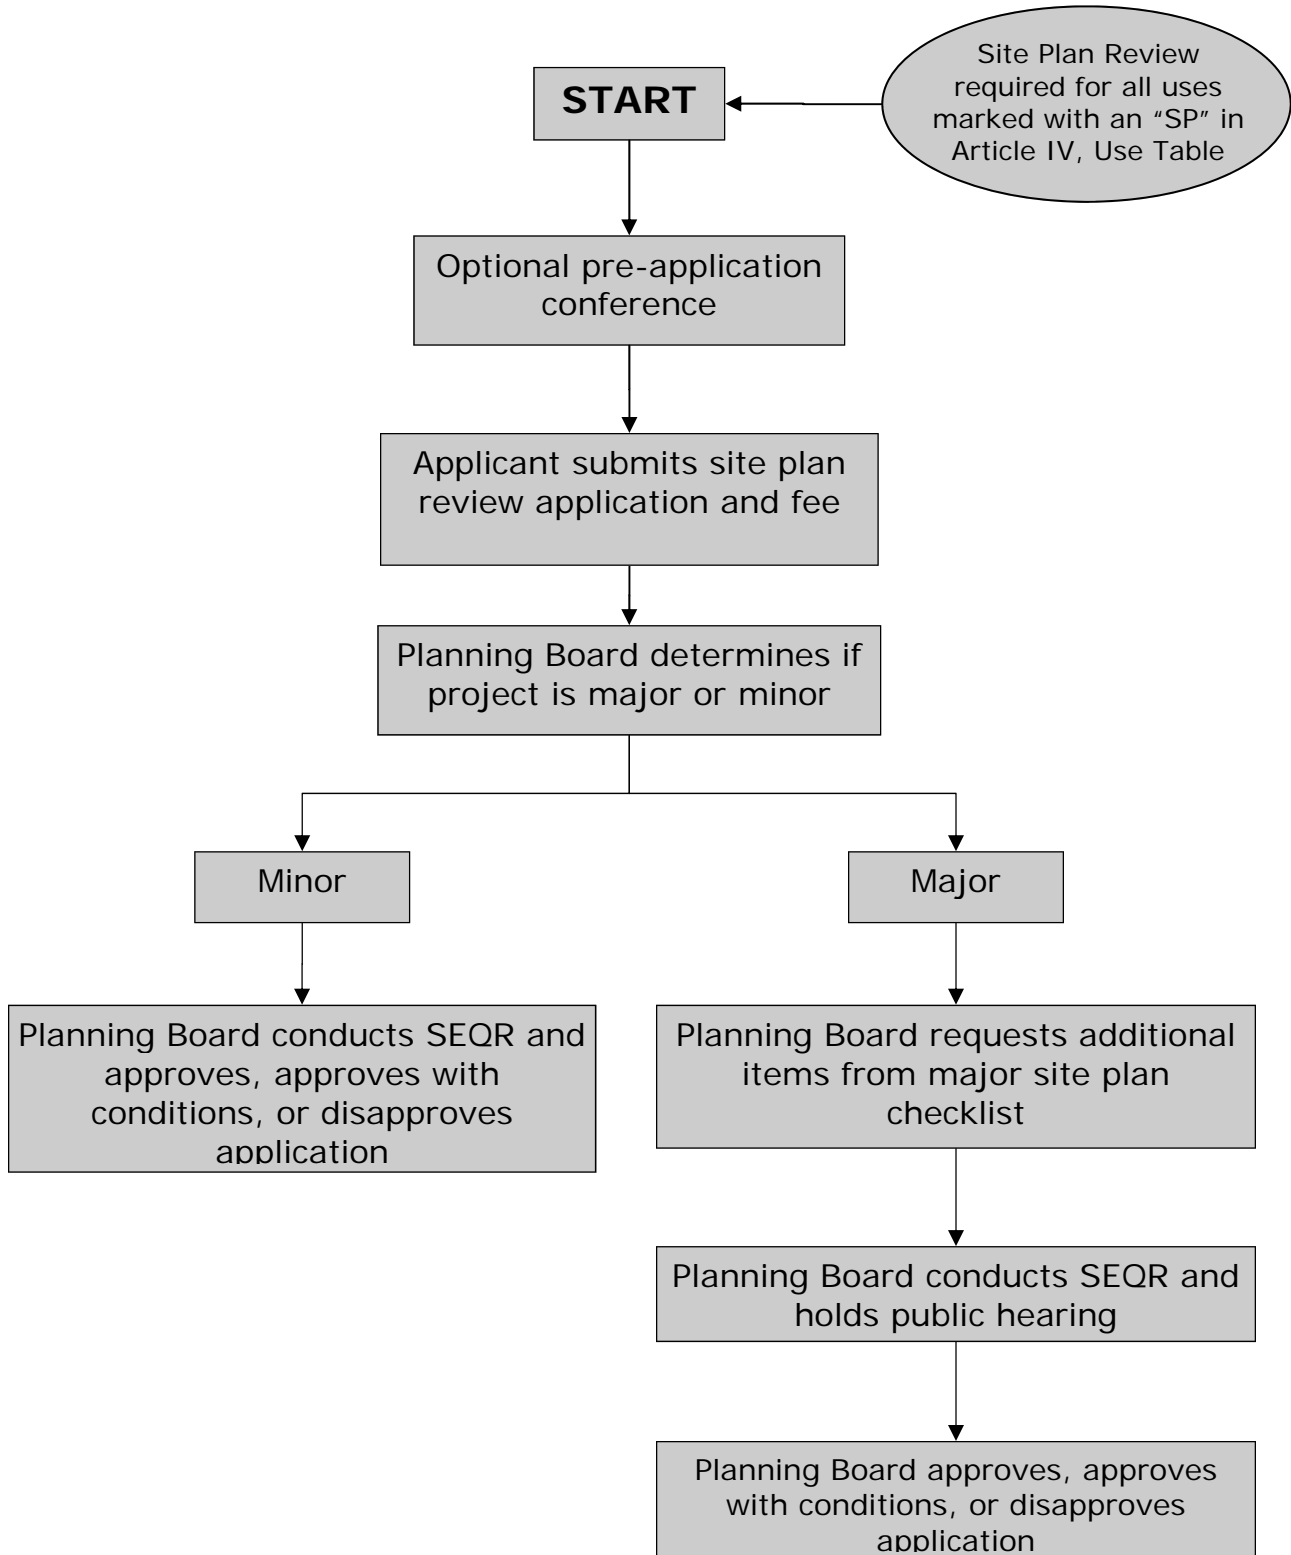 START
Site Plan Review
required for all uses
marked with an “SP” in
Article IV, Use Table
Optional pre-application
conference
Applicant submits site plan
review application and fee
Planning Board determines if
project is major or minor
Minor
Major
Planning Board conducts SEQR and
approves, approves with
conditions, or disapproves
application
Planning Board requests additional
items from major site plan
checklist
Planning Board conducts SEQR and
holds public hearing
Planning Board approves, approves
with conditions, or disapproves
application